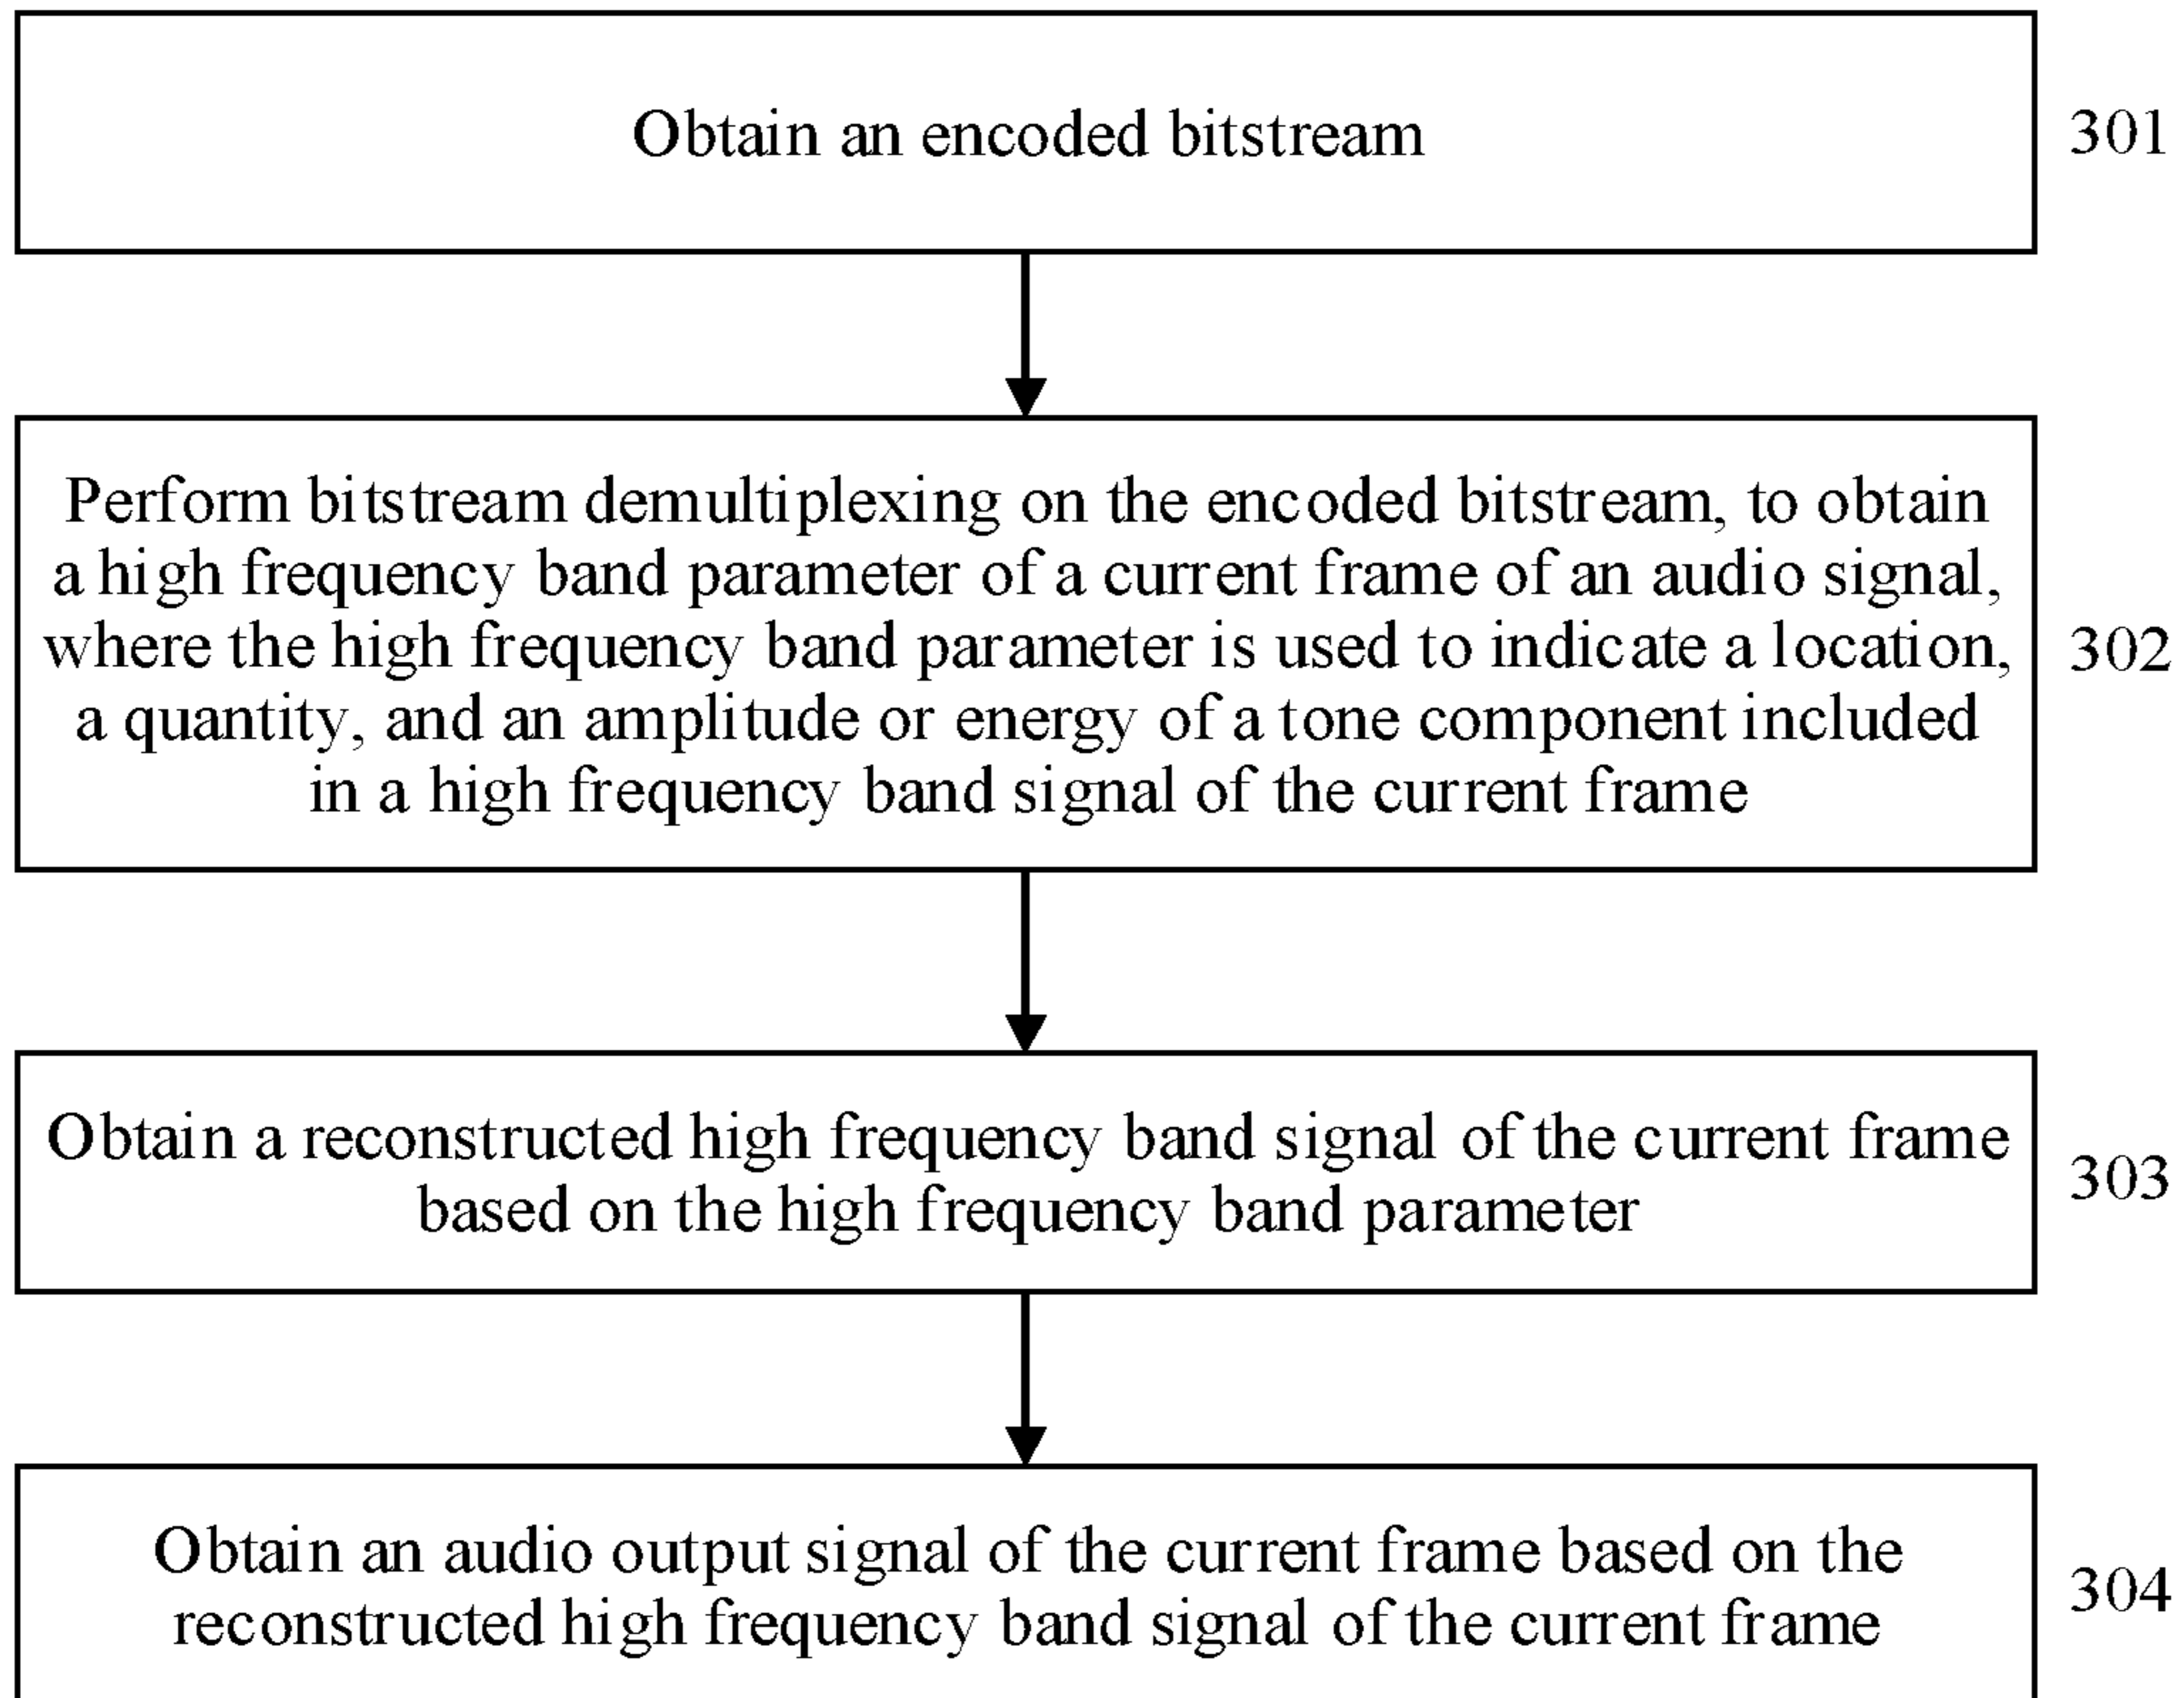 Obtain an encoded bitstream
301
Perform bitstream demultiplexing on the encoded bitstream, to obtain
a high frequency band parameter of a current frame of an audio signal,
where the high frequency band parameter is used to indicate a location,
a quantity, and an amplitude or energy of a tone component included
in a high frequency band signal of the current frame
302
Obtain a reconstructed high frequency band signal of the current frame
based on the high frequency band parameter
303
Obtain an audio output signal of the current frame based on the
reconstructed high frequency band signal of the current frame
304